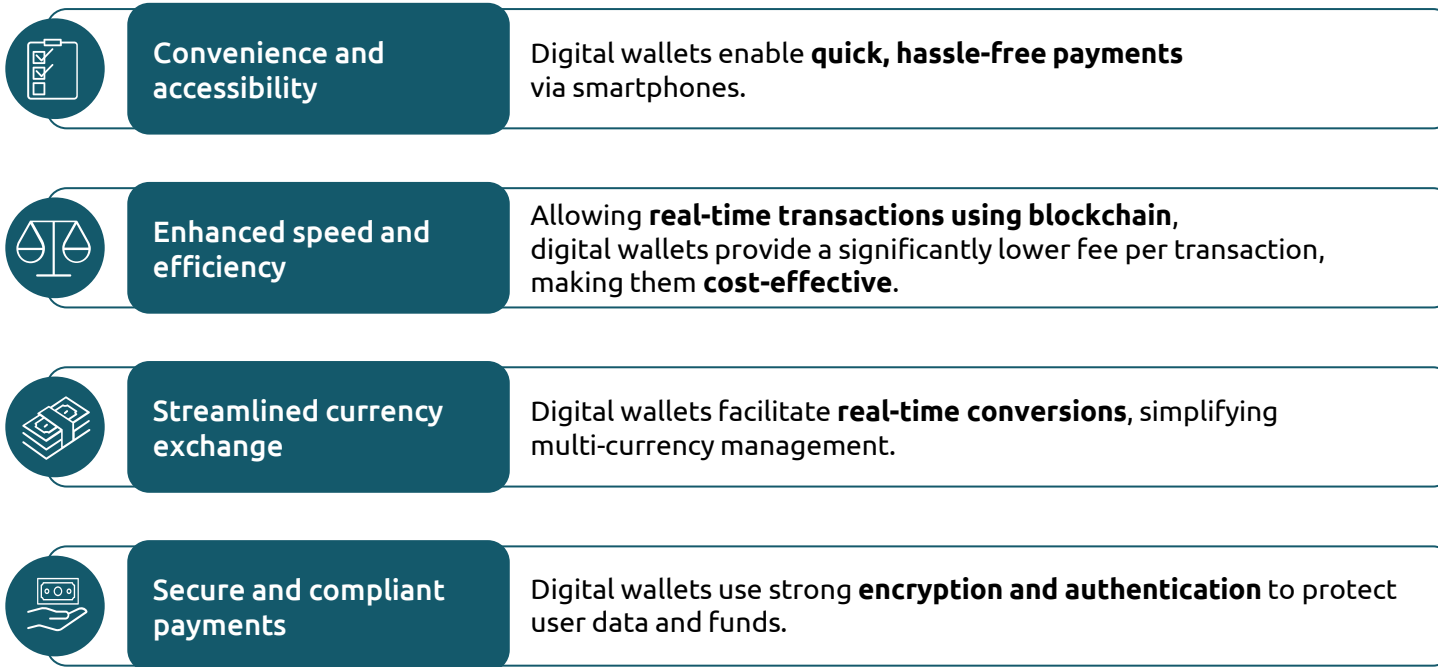 Convenience and
accessibility
Digital wallets enable quick, hassle-free payments
via smartphones.
Enhanced speed and
efficiency
Allowing real-time transactions using blockchain,
digital wallets provide a significantly lower fee per transaction,
making them cost-effective.
Streamlined currency
exchange
Digital wallets facilitate real-time conversions, simplifying
multi-currency management.
Secure and compliant
payments
Digital wallets use strong encryption and authentication to protect
user data and funds.